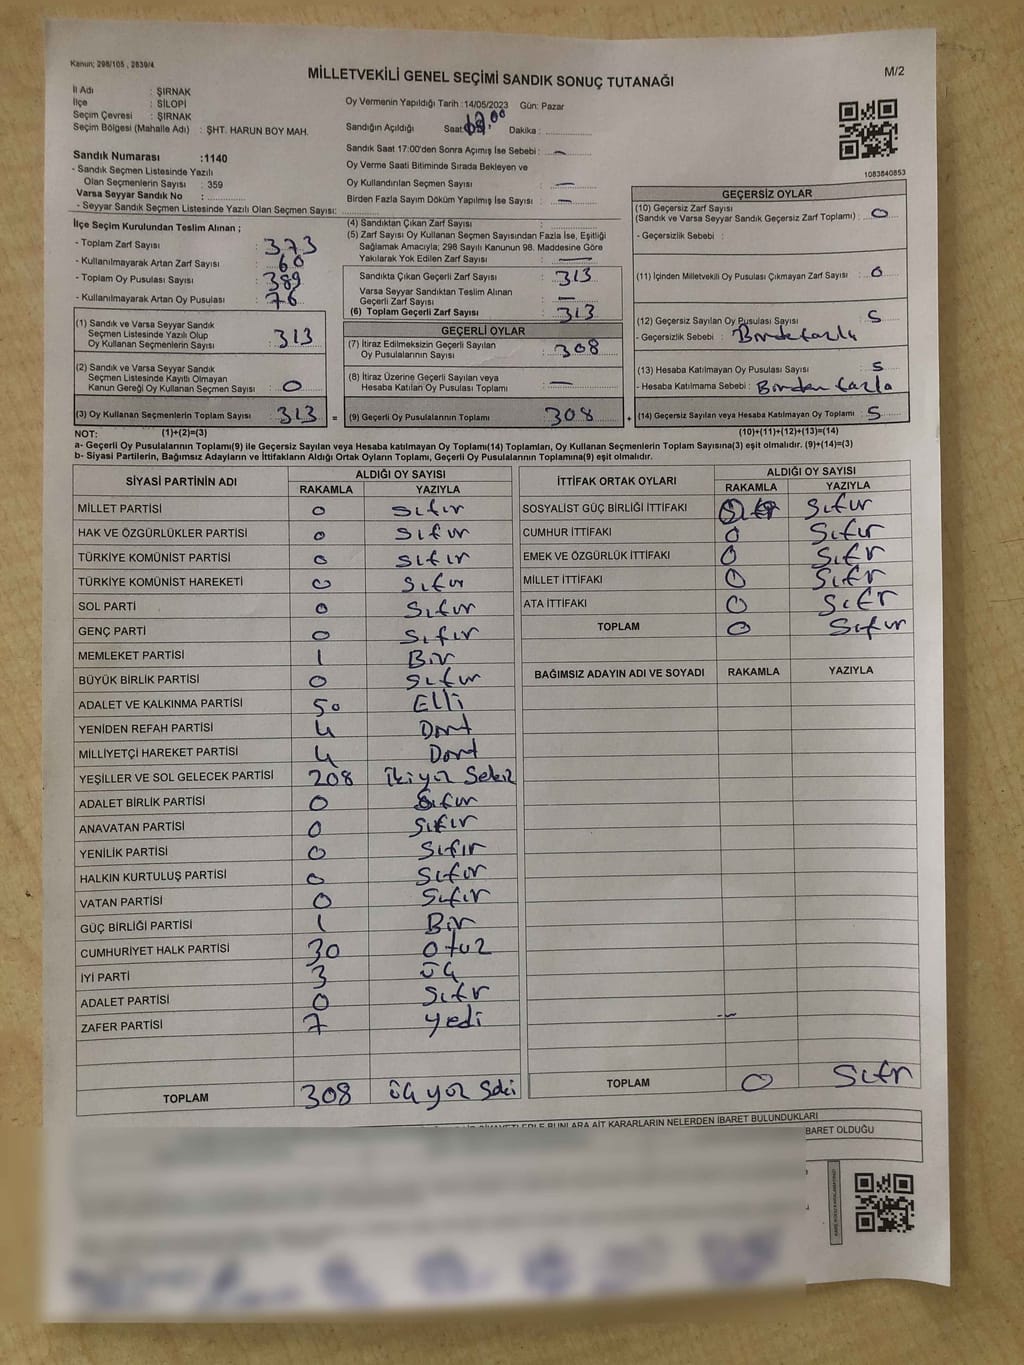 Kanun; 298/105 , 2839/4
MİLLETVEKİLİ GENEL SEÇİMİ SANDIK SONUÇ TUTANAĞI
M/2
İl Adı : ŞIRNAK
İlçe : SİLOPİ
Seçim Çevresi : ŞIRNAK
Seçim Bölgesi (Mahalle Adı) : ŞHT. HARUN BOY MAH.
Sandık Numarası :1140
- Sandık Seçmen Listesinde Yazılı
Olan Seçmenlerin Sayısı : 359
Varsa Seyyar Sandık No :
- Seyyar Sandık Seçmen Listesinde Yazılı Olan Seçmen Sayısı:
Oy Vermenin Yapıldığı Tarih :14/05/2023 Gün: Pazar
Sandığın Açıldığı Saat: Dakika :
Sandık Saat 17:00'den Sonra Açılmış İse Sebebi : —
Oy Verme Saati Bitiminde Sırada Bekleyen ve
Oy Kullandırılan Seçmen Sayısı : —
Birden Fazla Sayım Döküm Yapılmış İse Sayısı : —
1083840853
İlçe Seçim Kurulundan Teslim Alınan ;
- Toplam Zarf Sayısı : 373
- Kullanılmayarak Artan Zarf Sayısı : 60
- Toplam Oy Pusulası Sayısı : 389
- Kullanılmayarak Artan Oy Pusulası : 76
(1) Sandık ve Varsa Seyyar Sandık
Seçmen Listesinde Yazılı Olup
Oy Kullanan Seçmenlerin Sayısı : 313
(2) Sandık ve Varsa Seyyar Sandık
Seçmen Listesinde Kayıtlı Olmayan
Kanun Gereği Oy Kullanan Seçmen Sayısı : 0
(3) Oy Kullanan Seçmenlerin Toplam Sayısı : 313 =
(4) Sandıktan Çıkan Zarf Sayısı :
(5) Zarf Sayısı Oy Kullanan Seçmen Sayısından Fazla İse, Eşitliği
Sağlamak Amacıyla; 298 Sayılı Kanunun 98. Maddesine Göre
Yakılarak Yok Edilen Zarf Sayısı : —
Sandıkta Çıkan Geçerli Zarf Sayısı : 313
Varsa Seyyar Sandıktan Teslim Alınan
Geçerli Zarf Sayısı : —
(6) Toplam Geçerli Zarf Sayısı : 313
GEÇERLİ OYLAR
(7) İtiraz Edilmeksizin Geçerli Sayılan
Oy Pusulalarının Sayısı : 308
(8) İtiraz Üzerine Geçerli Sayılan veya
Hesaba Katılan Oy Pusulası Toplamı : —
(9) Geçerli Oy Pusulalarının Toplamı : 308 +
GEÇERSİZ OYLAR
(10) Geçersiz Zarf Sayısı
(Sandık ve Varsa Seyyar Sandık Geçersiz Zarf Toplamı) : 0
- Geçersizlik Sebebi :
(11) İçinden Milletvekili Oy Pusulası Çıkmayan Zarf Sayısı : 0
(12) Geçersiz Sayılan Oy Pusulası Sayısı : 5
- Geçersizlik Sebebi :
(13) Hesaba Katılmayan Oy Pusulası Sayısı : 5
- Hesaba Katılmama Sebebi : Birden fazla
(14) Geçersiz Sayılan veya Hesaba Katılmayan Oy Toplamı : 5
NOT: (1)+(2)=(3) (10)+(11)+(12)+(13)=(14)
a- Geçerli Oy Pusulalarının Toplamı(9) ile Geçersiz Sayılan veya Hesaba katılmayan Oy Toplamı(14) Toplamları, Oy Kullanan Seçmenlerin Toplam Sayısına(3) eşit olmalıdır. (9)+(14)=(3)
b- Siyasi Partilerin, Bağımsız Adayların ve İttifakların Aldığı Ortak Oyların Toplamı, Geçerli Oy Pusulalarının Toplamına(9) eşit olmalıdır.
SİYASİ PARTİNİN ADI ALDIĞI OY SAYISI
RAKAMLA YAZIYLA
MİLLET PARTİSİ 0 Sıfır
HAK VE ÖZGÜRLÜKLER PARTİSİ 0 Sıfır
TÜRKİYE KOMÜNİST PARTİSİ 0 Sıfır
TÜRKİYE KOMÜNİST HAREKETİ 0 Sıfır
SOL PARTİ 0 Sıfır
GENÇ PARTİ 0 Sıfır
MEMLEKET PARTİSİ 1 Bir
BÜYÜK BİRLİK PARTİSİ 0 Sıfır
ADALET VE KALKINMA PARTİSİ 50 Elli
YENİDEN REFAH PARTİSİ 4 Dört
MİLLİYETÇİ HAREKET PARTİSİ 4 Dört
YEŞİLLER VE SOL GELECEK PARTİSİ 208 İkiyüz Sekiz
ADALET BİRLİK PARTİSİ 0 Sıfır
ANAVATAN PARTİSİ 0 Sıfır
YENİLİK PARTİSİ 0 Sıfır
HALKIN KURTULUŞ PARTİSİ 0 Sıfır
VATAN PARTİSİ 0 Sıfır
GÜÇ BİRLİĞİ PARTİSİ 1 Bir
CUMHURİYET HALK PARTİSİ 30 Otuz
İYİ PARTİ 3 Üç
ADALET PARTİSİ 0 Sıfr
ZAFER PARTİSİ 7 Yedi
TOPLAM 308 üç yüz Seki
İTTİFAK ORTAK OYLARI ALDIĞI OY SAYISI
RAKAMLA YAZIYLA
SOSYALİST GÜÇ BİRLİĞİ İTTİFAKI Sıfır
CUMHUR İTTİFAKI 0 Sıfır
EMEK VE ÖZGÜRLÜK İTTİFAKI 0 Sıfr
MİLLET İTTİFAKI 0 Sıfr
ATA İTTİFAKI 0 Sıfr
TOPLAM 0 Sıfır
BAĞIMSIZ ADAYIN ADI VE SOYADI RAKAMLA YAZIYLA
TOPLAM 0 Sıfr
BUNLARA AİT KARARLARIN NELERDEN İBARET BULUNDUKLARI
BARET OLDUĞU